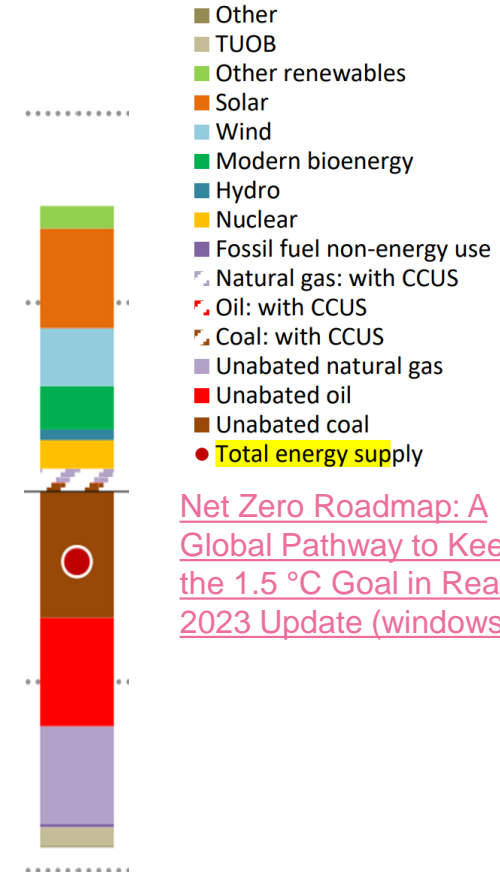 Other
TUOB
Other renewables
Solar
Wind
Modern bioenergy
Hydro
Nuclear
Fossil fuel non-energy use
Natural gas: with CCUS
Oil: with CCUS
Coal: with CCUS
Unabated natural gas
Unabated oil
Unabated coal
Total energy supply
Net Zero Roadmap: A
Global Pathway to Kee
the 1.5 °C Goal in Rea
2023 Update (windows